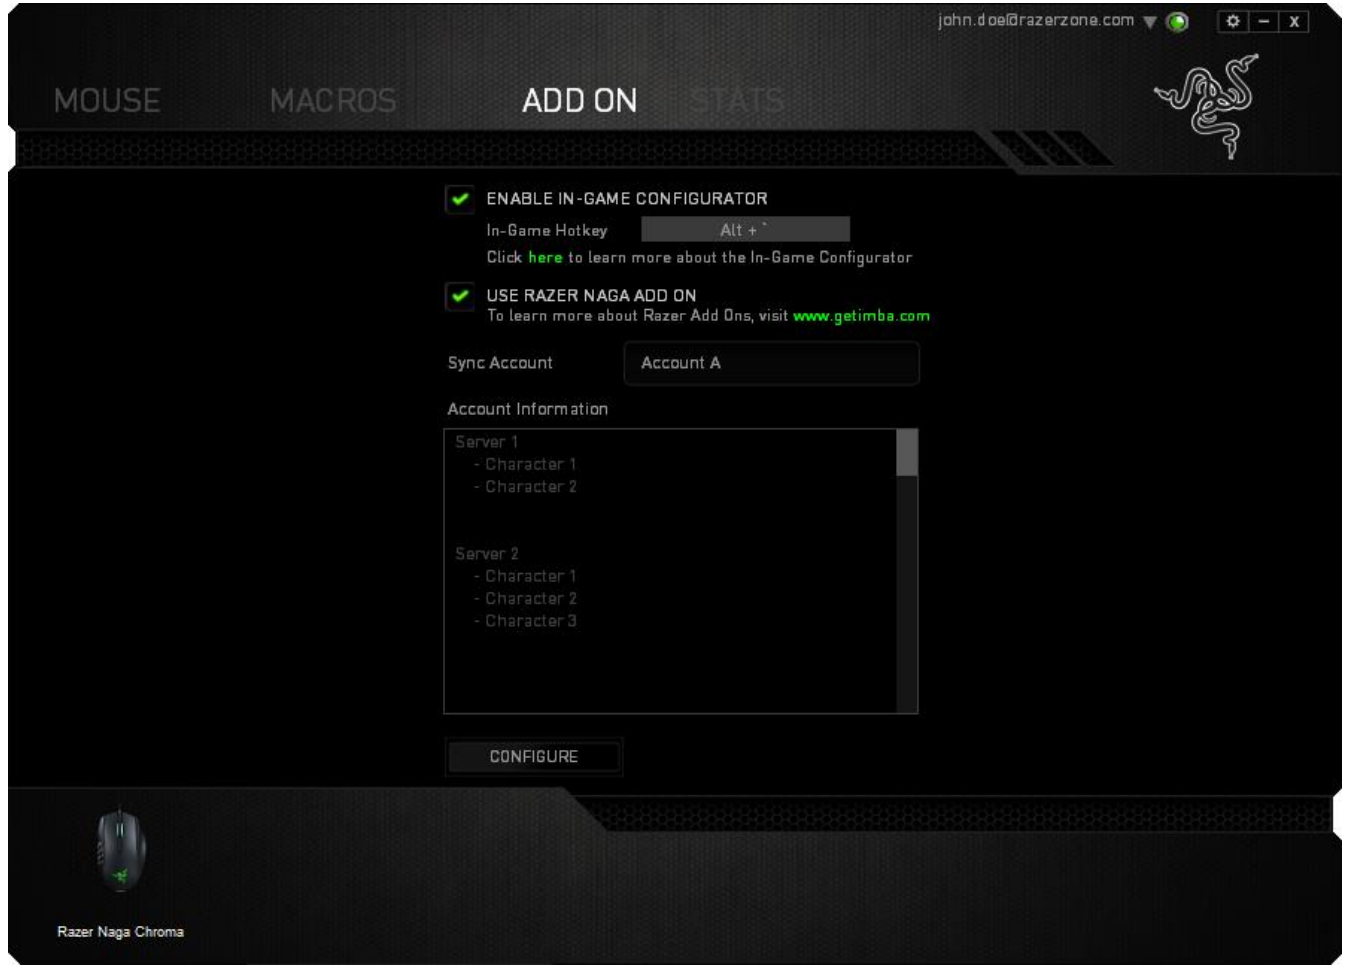 john.doe@razerzone.com
MOUSE MACROS ADD ON STATS
ENABLE IN-GAME CONFIGURATOR
In-Game Hotkey Alt + `
Click here to learn more about the In-Game Configurator
USE RAZER NAGA ADD ON
To learn more about Razer Add Ons, visit www.getimba.com
Sync Account Account A
Account Information
Server 1
- Character 1
- Character 2
Server 2
- Character 1
- Character 2
- Character 3
CONFIGURE
Razer Naga Chroma